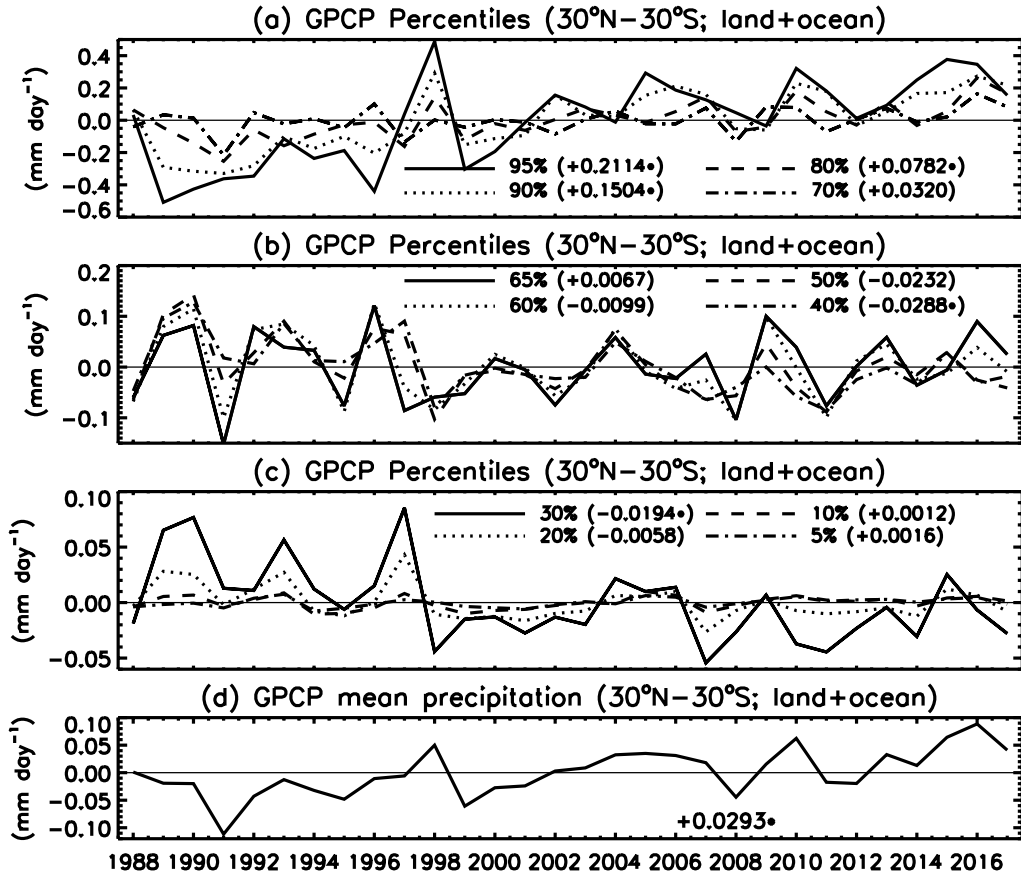 (a) GPCP Percentiles (30°N−30°S; land+ocean)
(mm day⁻¹)
0.4
0.2
0.0
−0.2
−0.4
−0.6
95% (+0.2114•) 80% (+0.0782•)
90% (+0.1504•) 70% (+0.0320)
(b) GPCP Percentiles (30°N−30°S; land+ocean)
(mm day⁻¹)
0.2
0.1
0.0
−0.1
65% (+0.0067) 50% (−0.0232)
60% (−0.0099) 40% (−0.0288•)
(c) GPCP Percentiles (30°N−30°S; land+ocean)
(mm day⁻¹)
0.10
0.05
0.00
−0.05
30% (−0.0194•) 10% (+0.0012)
20% (−0.0058) 5% (+0.0016)
(d) GPCP mean precipitation (30°N−30°S; land+ocean)
(mm day⁻¹)
0.10
0.05
0.00
−0.05
−0.10
+0.0293•
1988 1990 1992 1994 1996 1998 2000 2002 2004 2006 2008 2010 2012 2014 2016